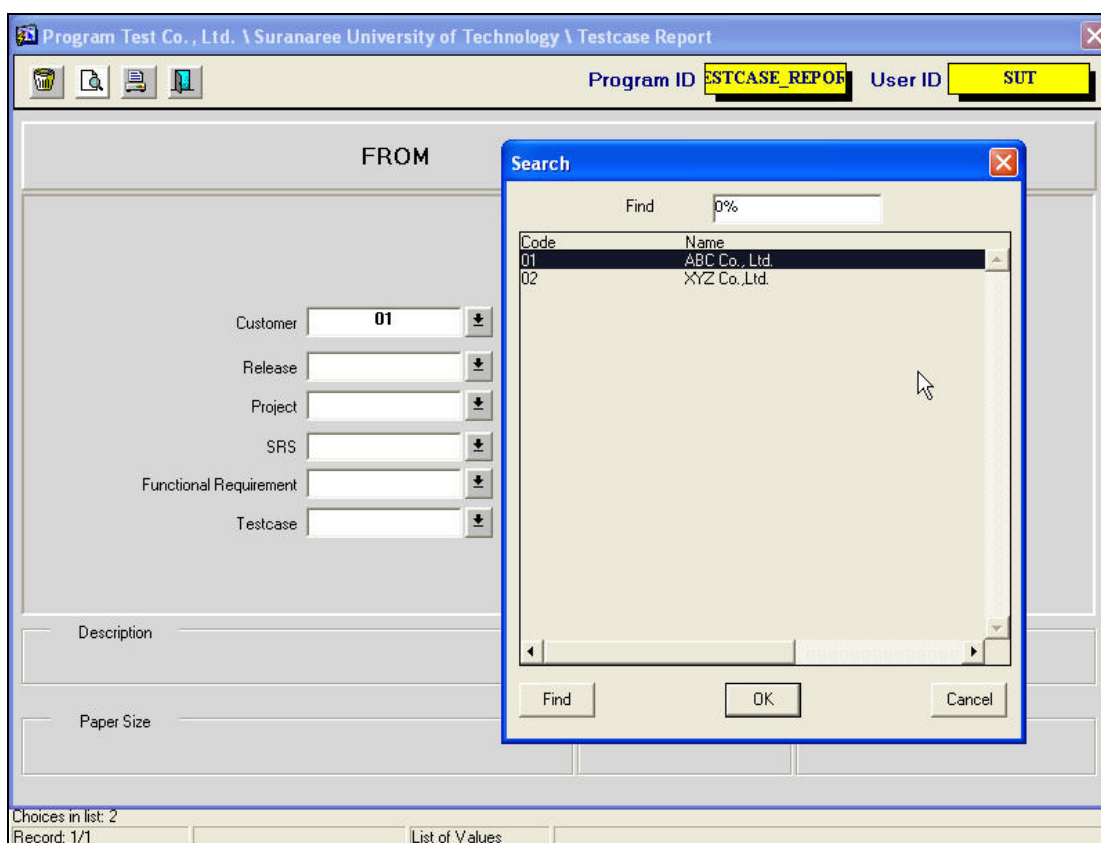 Program Test Co., Ltd. \ Suranaree University of Technology \ Testcase Report
Program ID ESTCASE_REPOR User ID SUT
FROM
Customer 01
Release
Project
SRS
Functional Requirement
Testcase
Description
Paper Size
Search
Find 0%
Code Name
01 ABC Co., Ltd.
02 XYZ Co.,Ltd.
Find OK Cancel
Choices in list: 2
Record: 1/1 List of Values